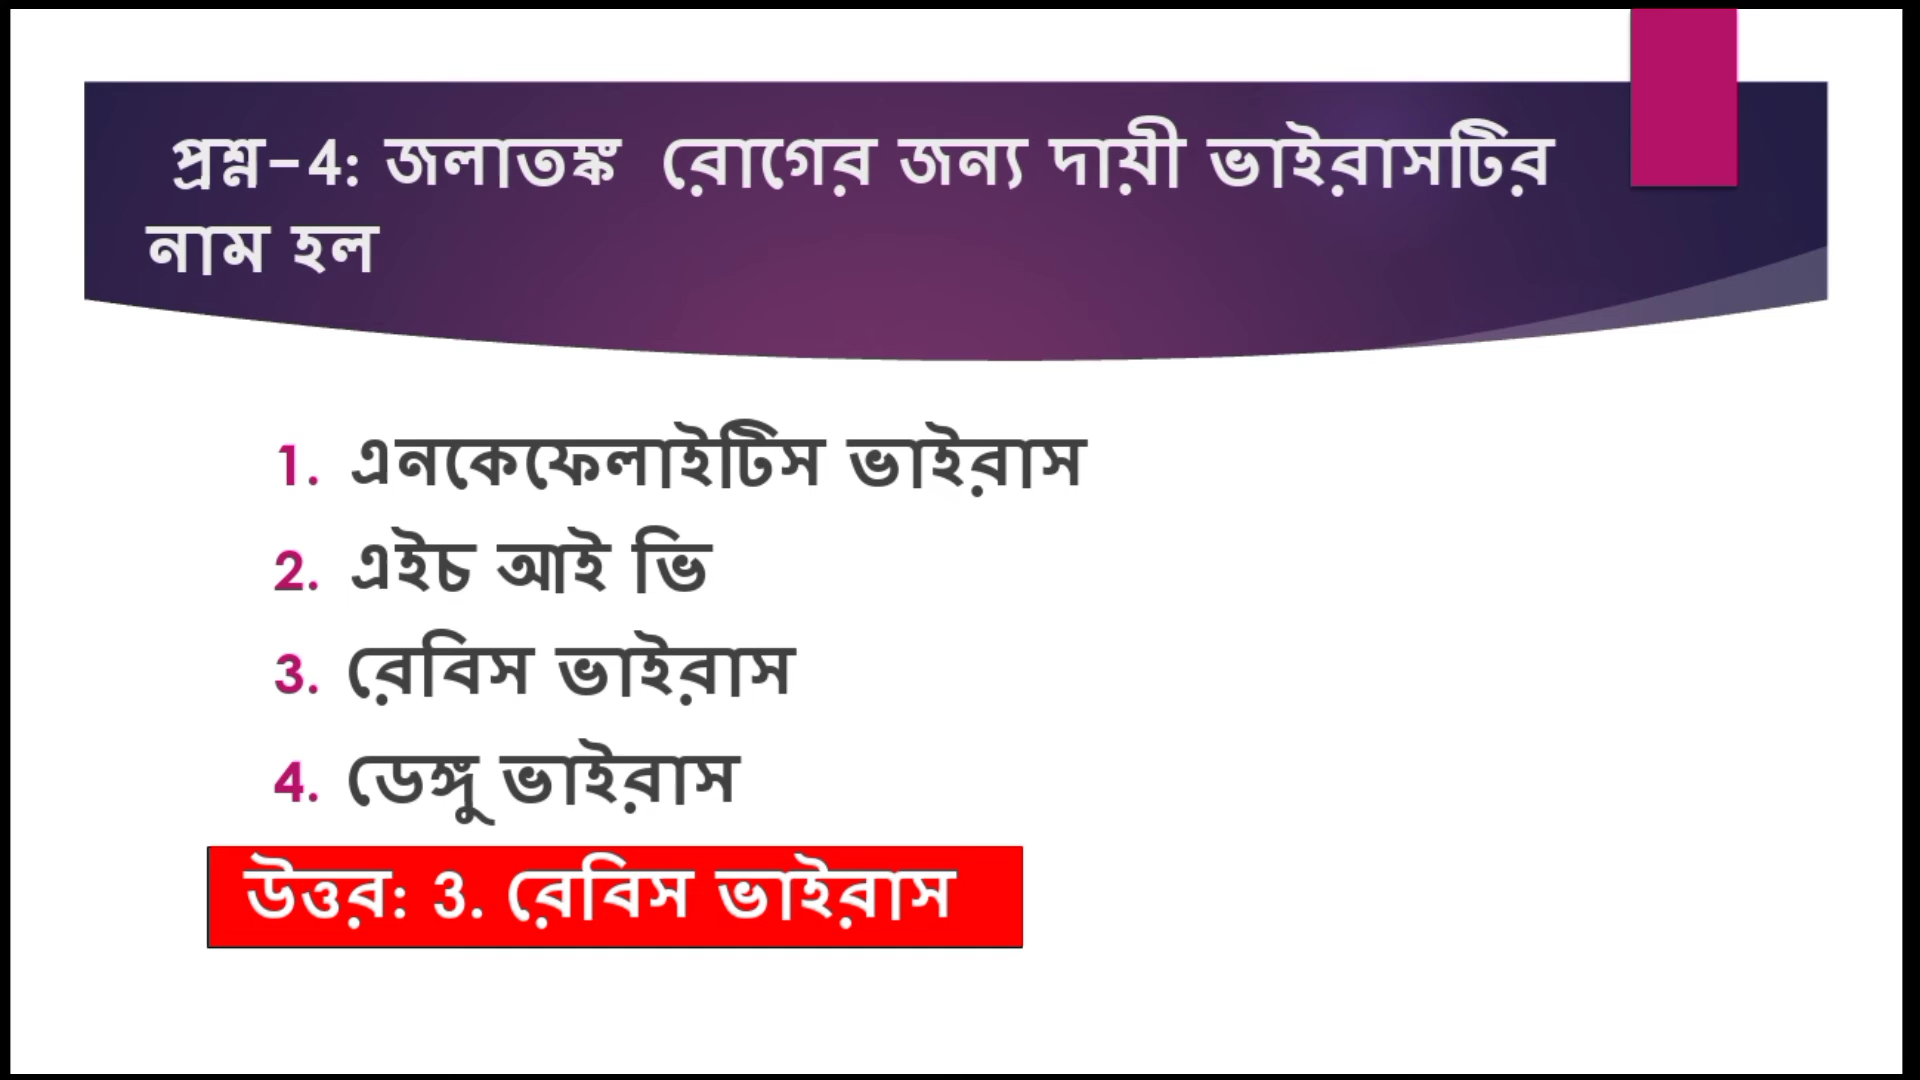 প্রশ্ন-4: জলাতঙ্ক রোগের জন্য দায়ী ভাইরাসটির
নাম হল
1. এনকেফেলাইটিস ভাইরাস
2. এইচ আই ভি
3. রেবিস ভাইরাস
4. ডেঙ্গু ভাইরাস
উত্তর: 3. রেবিস ভাইরাস